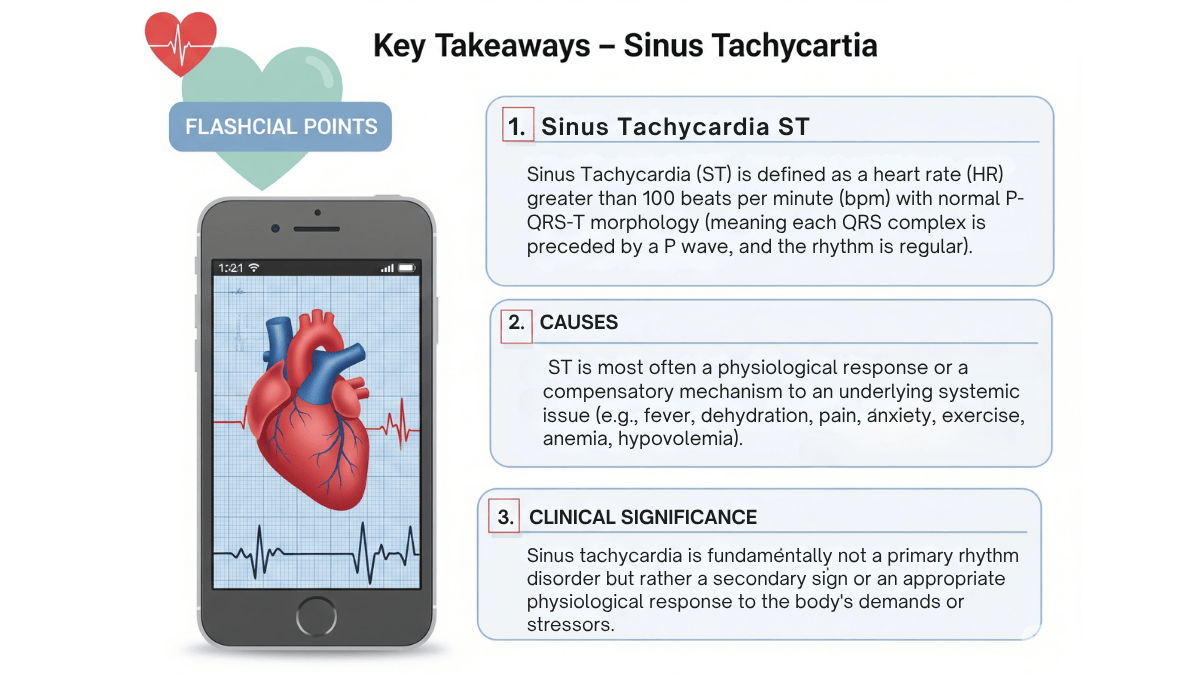 Key Takeaways – Sinus Tachycartia
FLASHCIAL POINTS
1:21
1. Sinus Tachycardia ST
Sinus Tachycardia (ST) is defined as a heart rate (HR)
greater than 100 beats per minute (bpm) with normal P-
QRS-T morphology (meaning each QRS complex is
preceded by a P wave, and the rhythm is regular).
2. CAUSES
ST is most often a physiological response or a
compensatory mechanism to an underlying systemic
issue (e.g., fever, dehydration, pain, ánxiety, exercise,
anemia, hypovolemia).
3. CLINICAL SIGNIFICANCE
Sinus tachycardia is fundaméntally not a primary rhythm
disorder but rather a secondary sign or an appropriate
physiological response to the body's demands or
stressors.